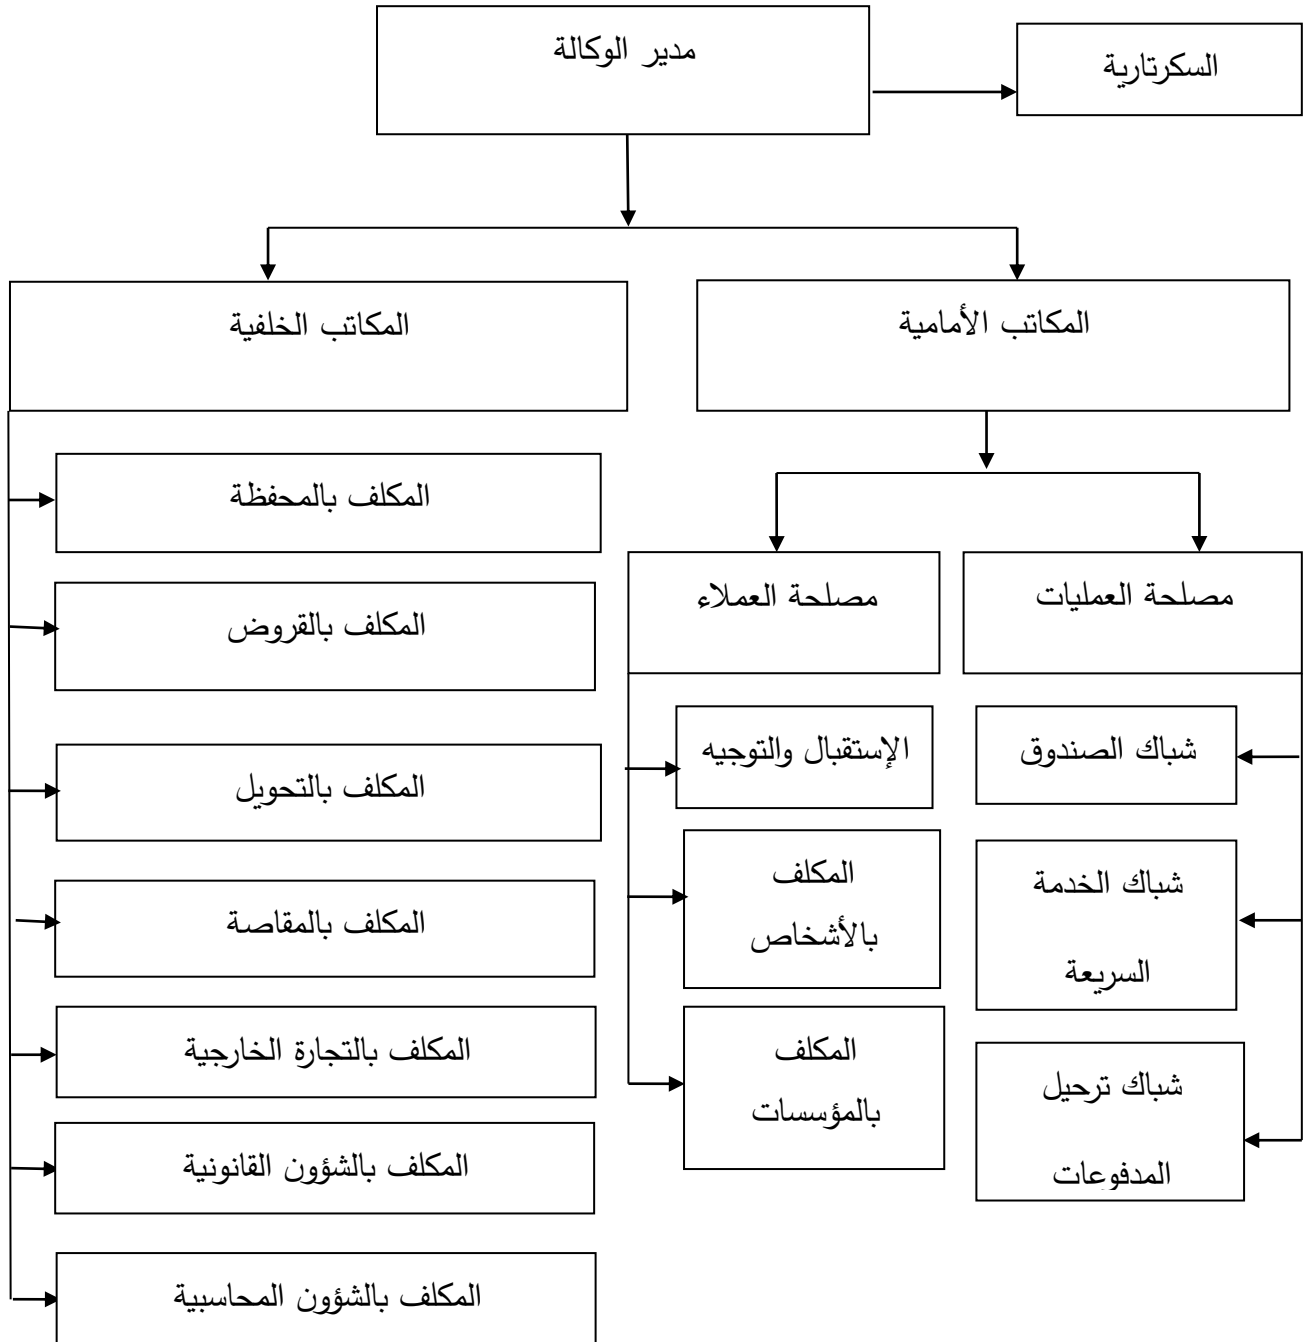 مدير الوكالة
السكرتارية
المكاتب الأمامية
المكاتب الخلفية
مصلحة العمليات
شباك الصندوق
شباك الخدمة
السريعة
شباك ترحيل
المدفوعات
مصلحة العملاء
الإستقبال والتوجيه
المكلف
بالأشخاص
المكلف
بالمؤسسات
المكلف بالمحفظة
المكلف بالقروض
المكلف بالتحويل
المكلف بالمقاصة
المكلف بالتجارة الخارجية
المكلف بالشؤون القانونية
المكلف بالشؤون المحاسبية